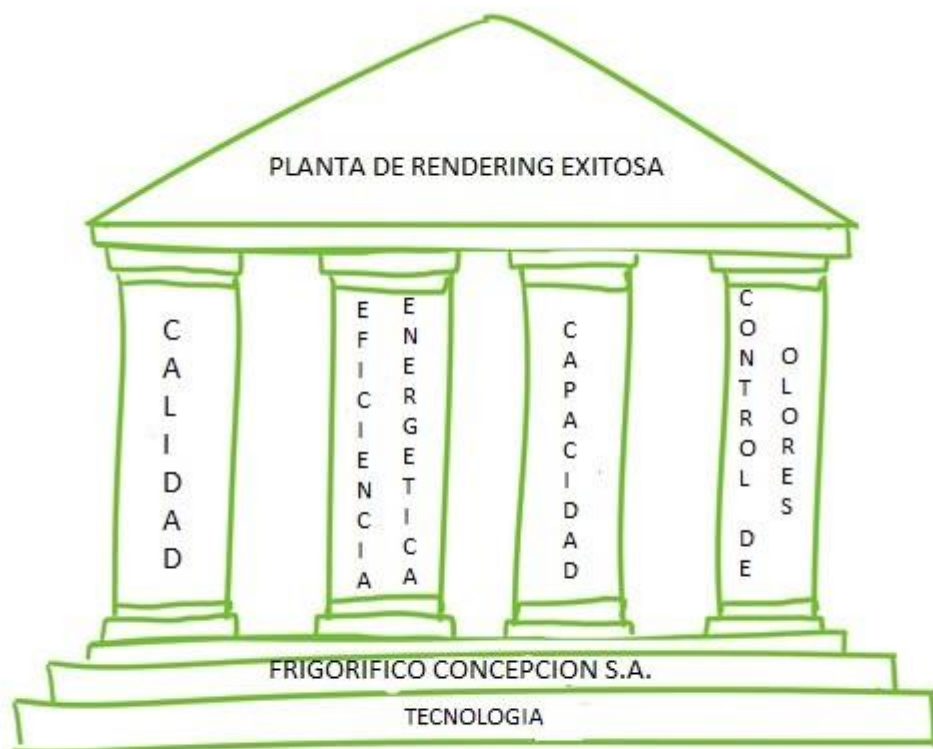 PLANTA DE RENDERING EXITOSA
CALIDAD
EFICIENCIA
ENERGETICA
CAPACIDAD
CONTROL DE
OLORES
FRIGORIFICO CONCEPCION S.A.
TECNOLOGIA